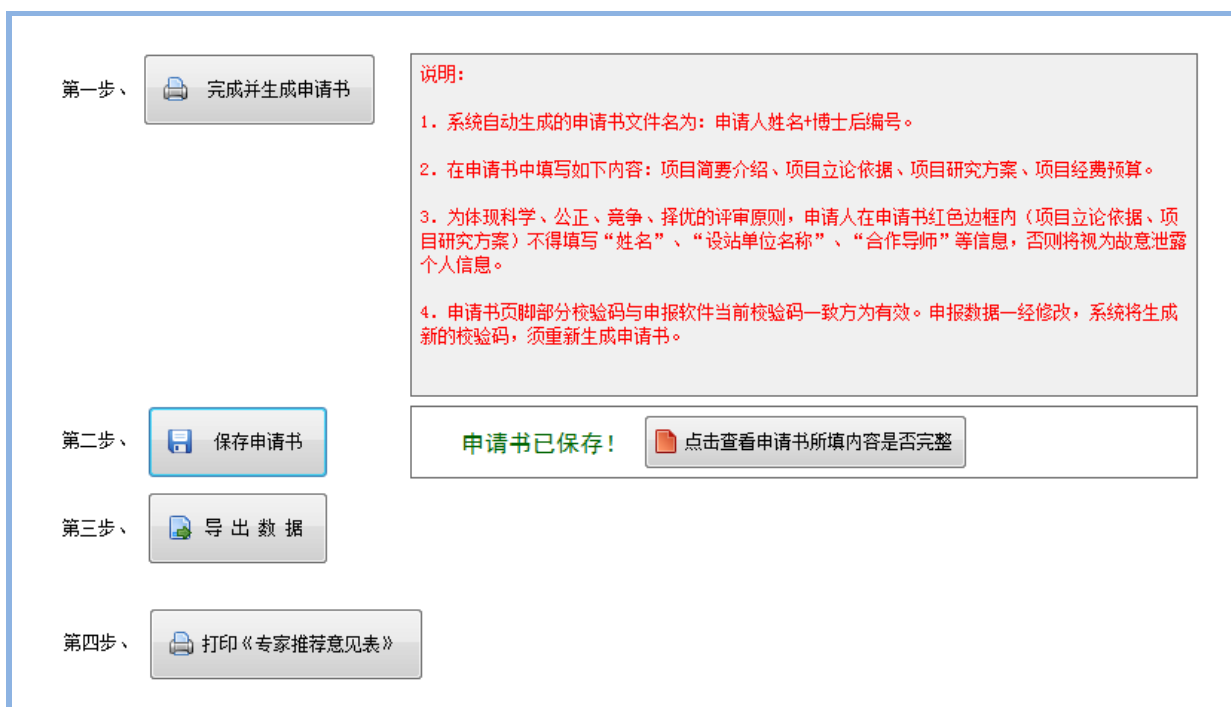 第一步、
完成并生成申请书
说明：
1. 系统自动生成的申请书文件名为：申请人姓名+博士后编号。
2. 在申请书中填写如下内容：项目简要介绍、项目立论依据、项目研究方案、项目经费预算。
3. 为体现科学、公正、竞争、择优的评审原则，申请人在申请书红色边框内（项目立论依据、项
目研究方案）不得填写“姓名”、“设站单位名称”、“合作导师”等信息，否则将视为故意泄露
个人信息。
4. 申请书页脚部分校验码与申报软件当前校验码一致方为有效。申报数据一经修改，系统将生成
新的校验码，须重新生成申请书。
第二步、
保存申请书
申请书已保存！
点击查看申请书所填内容是否完整
第三步、
导 出 数 据
第四步、
打印《专家推荐意见表》